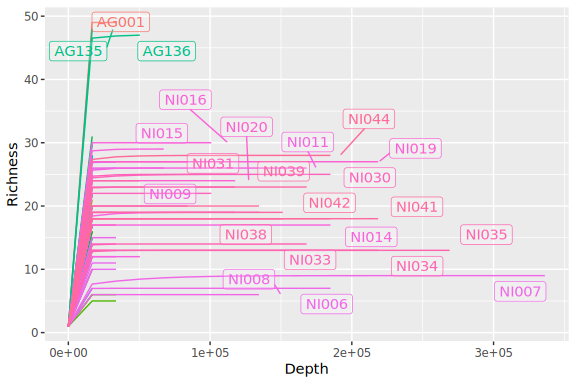 50
40
30
20
10
0
Richness
AG001
AG135
AG136
NI016
NI015
NI020
NI044
NI011
NI019
NI031
NI039
NI030
NI009
NI042
NI041
NI038
NI014
NI035
NI033
NI034
NI008
NI006
NI007
0e+00
1e+05
2e+05
3e+05
Depth